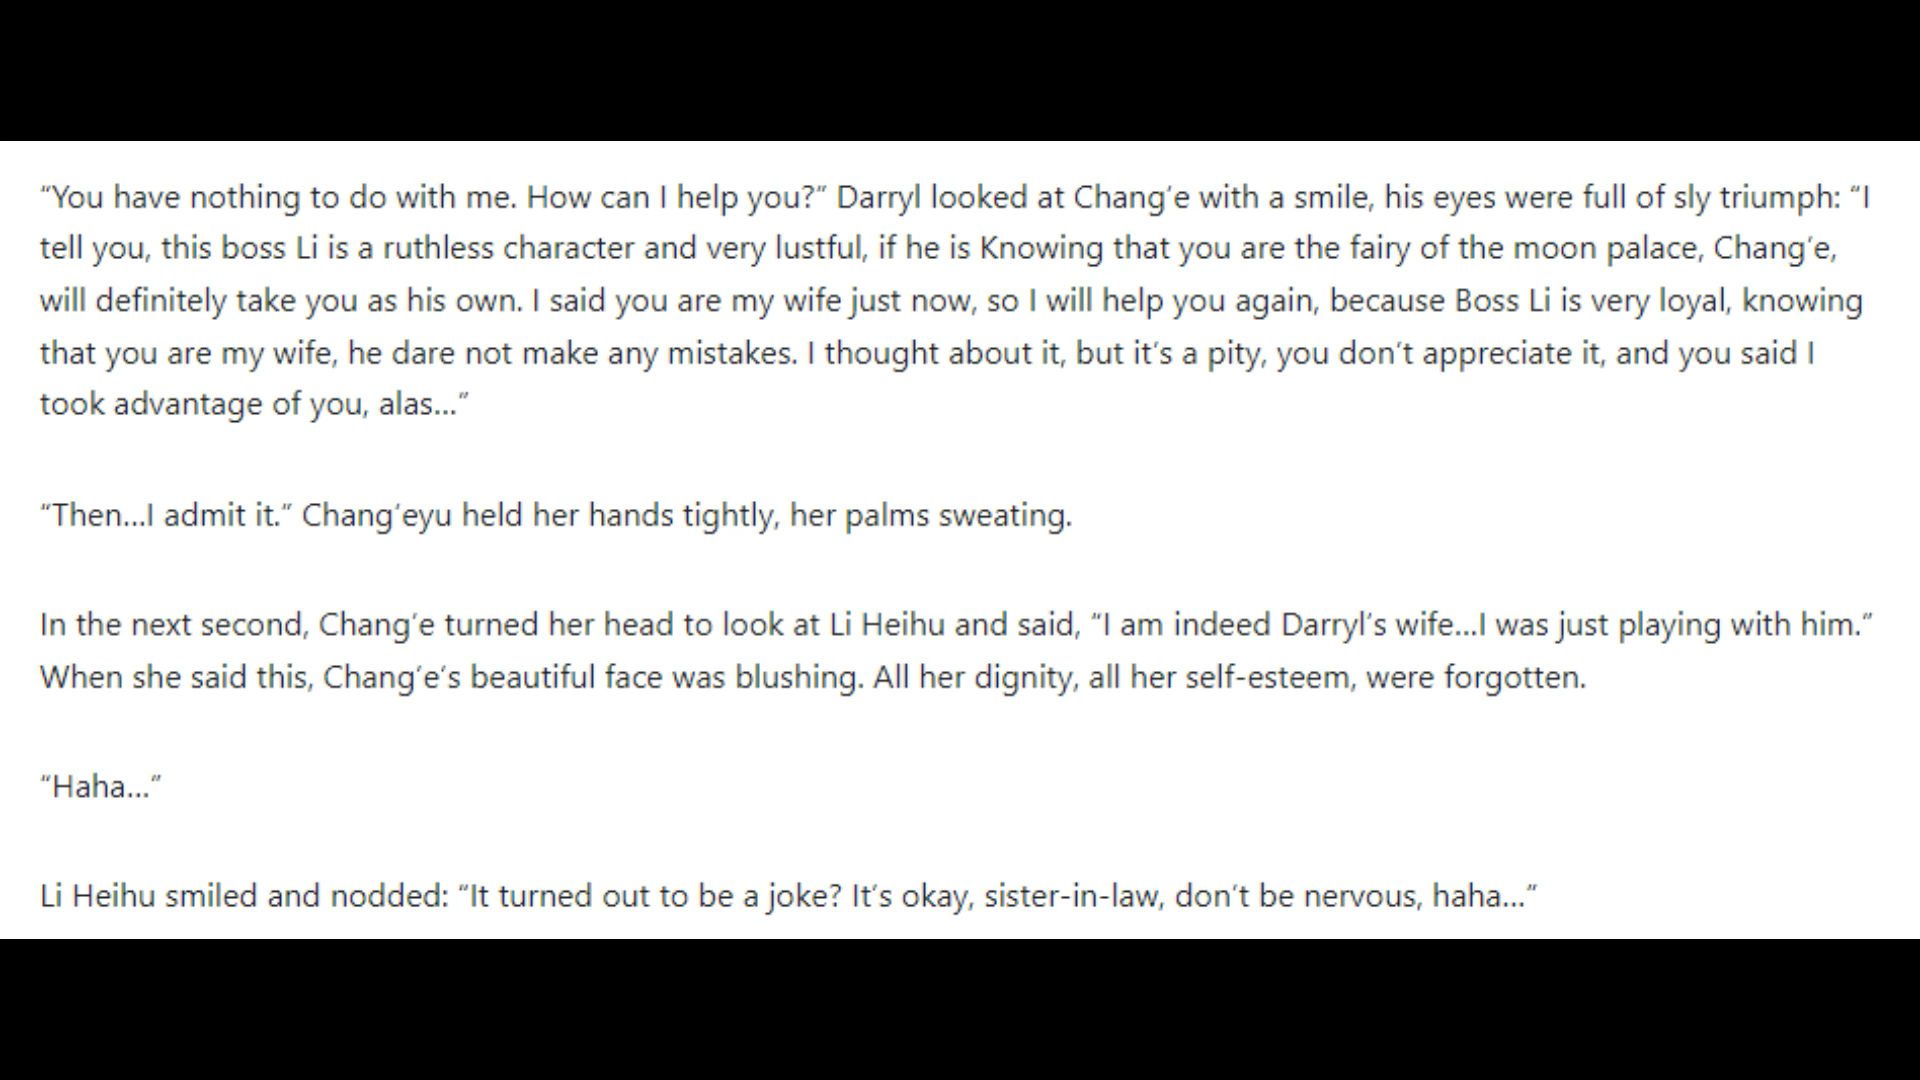 “You have nothing to do with me. How can I help you?” Darryl looked at Chang’e with a smile, his eyes were full of sly triumph: “I
tell you, this boss Li is a ruthless character and very lustful, if he is Knowing that you are the fairy of the moon palace, Chang’e,
will definitely take you as his own. I said you are my wife just now, so I will help you again, because Boss Li is very loyal, knowing
that you are my wife, he dare not make any mistakes. I thought about it, but it’s a pity, you don’t appreciate it, and you said I
took advantage of you, alas…”
“Then…I admit it.” Chang’eyu held her hands tightly, her palms sweating.
In the next second, Chang’e turned her head to look at Li Heihu and said, “I am indeed Darryl’s wife…I was just playing with him.”
When she said this, Chang’e’s beautiful face was blushing. All her dignity, all her self-esteem, were forgotten.
“Haha…”
Li Heihu smiled and nodded: “It turned out to be a joke? It’s okay, sister-in-law, don’t be nervous, haha…”